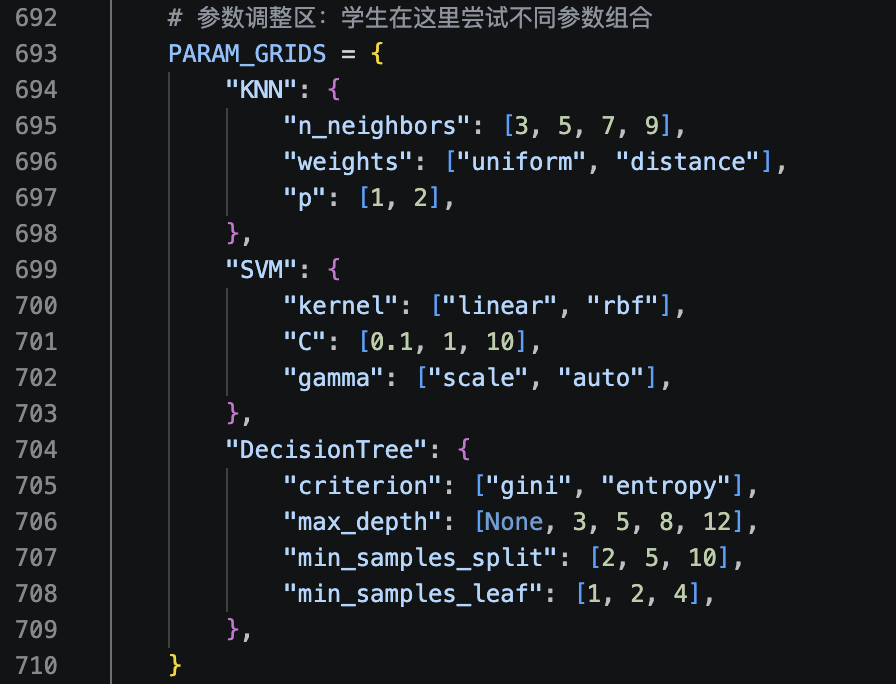 692 # 参数调整区：学生在这里尝试不同参数组合
693 PARAM_GRIDS = {
694     "KNN": {
695         "n_neighbors": [3, 5, 7, 9],
696         "weights": ["uniform", "distance"],
697         "p": [1, 2],
698     },
699     "SVM": {
700         "kernel": ["linear", "rbf"],
701         "C": [0.1, 1, 10],
702         "gamma": ["scale", "auto"],
703     },
704     "DecisionTree": {
705         "criterion": ["gini", "entropy"],
706         "max_depth": [None, 3, 5, 8, 12],
707         "min_samples_split": [2, 5, 10],
708         "min_samples_leaf": [1, 2, 4],
709     },
710 }